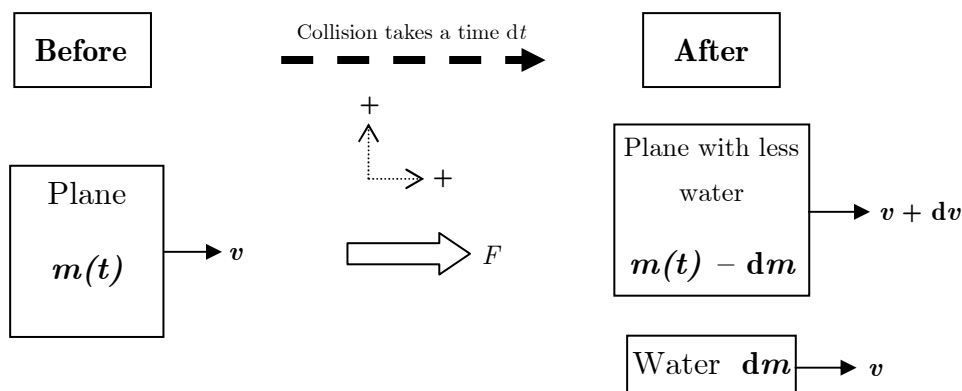 Before
Collision takes a time dt
After
+
+
Plane
m(t)
v
F
Plane with less
water
m(t) – dm
v + dv
Water dm
v